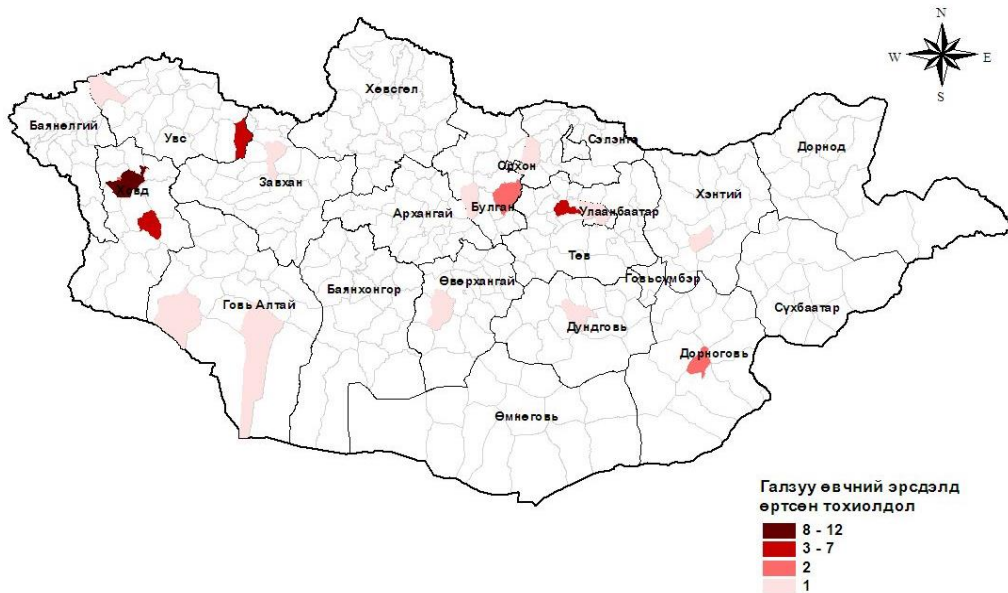 N
W E
S
Хөвсгөл
Баянөлгий
Увс
Сэлэнгэ
Дорнод
Орхон
Завхан
Ховд
Хэнтий
Архангай
Булган
Улаанбаатар
Төв
Өвөрхангай
Говьсүмбэр
Баянхонгор
Говь Алтай
Сүхбаатар
Дундговь
Дорноговь
Өмнөговь
Галзуу өвчний эрсдэлд
өртсөн тохиолдол
8 - 12
3 - 7
2
1